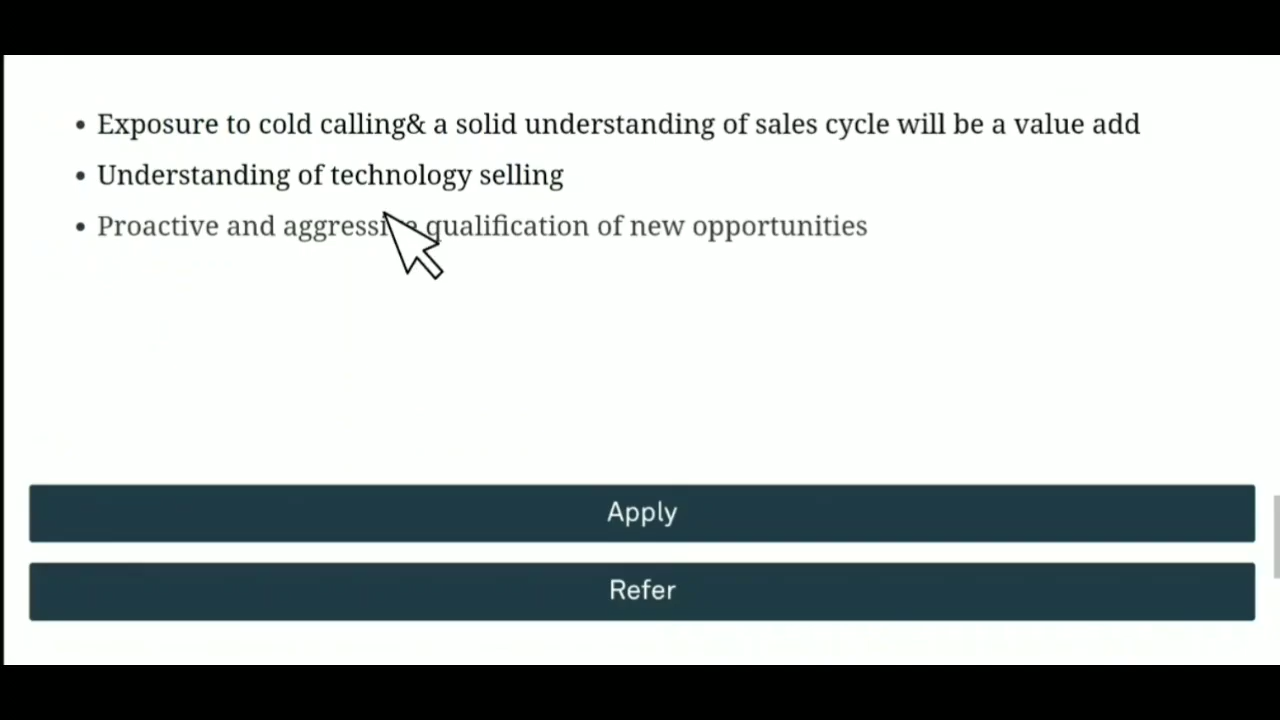 • Exposure to cold calling& a solid understanding of sales cycle will be a value add
• Understanding of technology selling
• Proactive and aggressive qualification of new opportunities
Apply
Refer